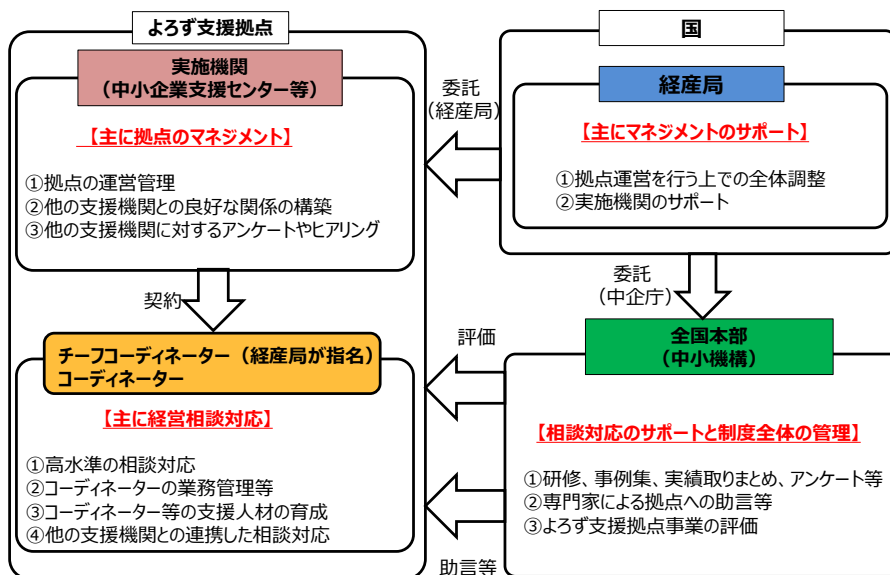 よろず支援拠点
実施機関
（中小企業支援センター等）
【主に拠点のマネジメント】
①拠点の運営管理
②他の支援機関との良好な関係の構築
③他の支援機関に対するアンケートやヒアリング
契約
チーフコーディネーター（経産局が指名）
コーディネーター
【主に経営相談対応】
①高水準の相談対応
②コーディネーターの業務管理等
③コーディネーター等の支援人材の育成
④他の支援機関との連携した相談対応
委託
（経産局）
国
経産局
【主にマネジメントのサポート】
①拠点運営を行う上での全体調整
②実施機関のサポート
委託
（中企庁）
評価
助言等
全国本部
（中小機構）
【相談対応のサポートと制度全体の管理】
①研修、事例集、実績取りまとめ、アンケート等
②専門家による拠点への助言等
③よろず支援拠点事業の評価